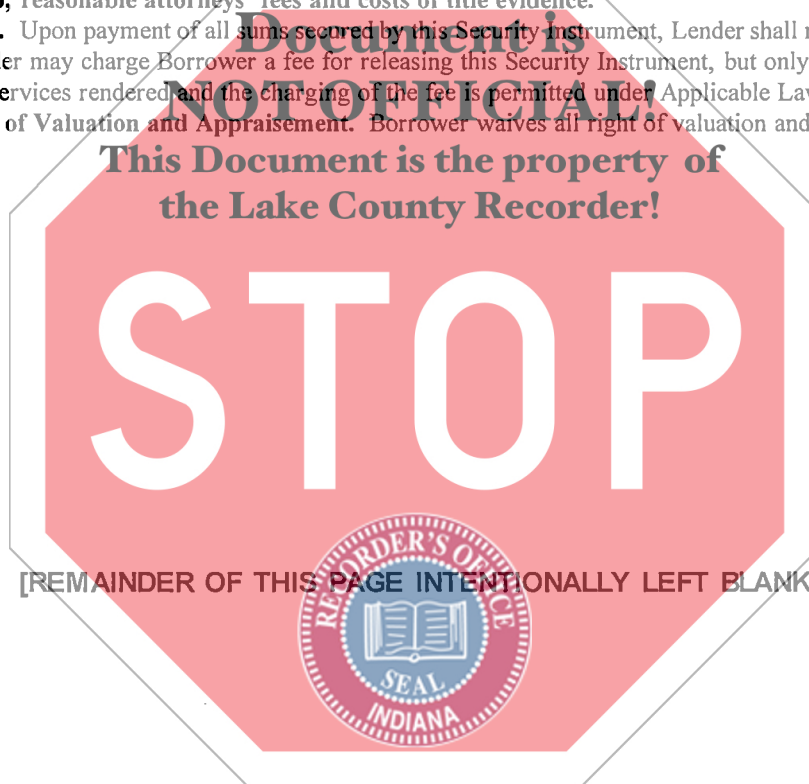 reasonable attorneys' fees and costs of title evidence.
Upon payment of all sums secured by this Security Instrument, Lender shall
er may charge Borrower a fee for releasing this Security Instrument, but only
ervices rendered and the charging of the fee is permitted under Applicable La
of Valuation and Appraisement. Borrower waives all right of valuation and
Document is
NOT OFFICIAL!
This Document is the property of
the Lake County Recorder!
STOP
[REMAINDER OF THIS PAGE INTENTIONALLY LEFT BLANK
RECORDER'S OFFICE
SEAL
INDIANA